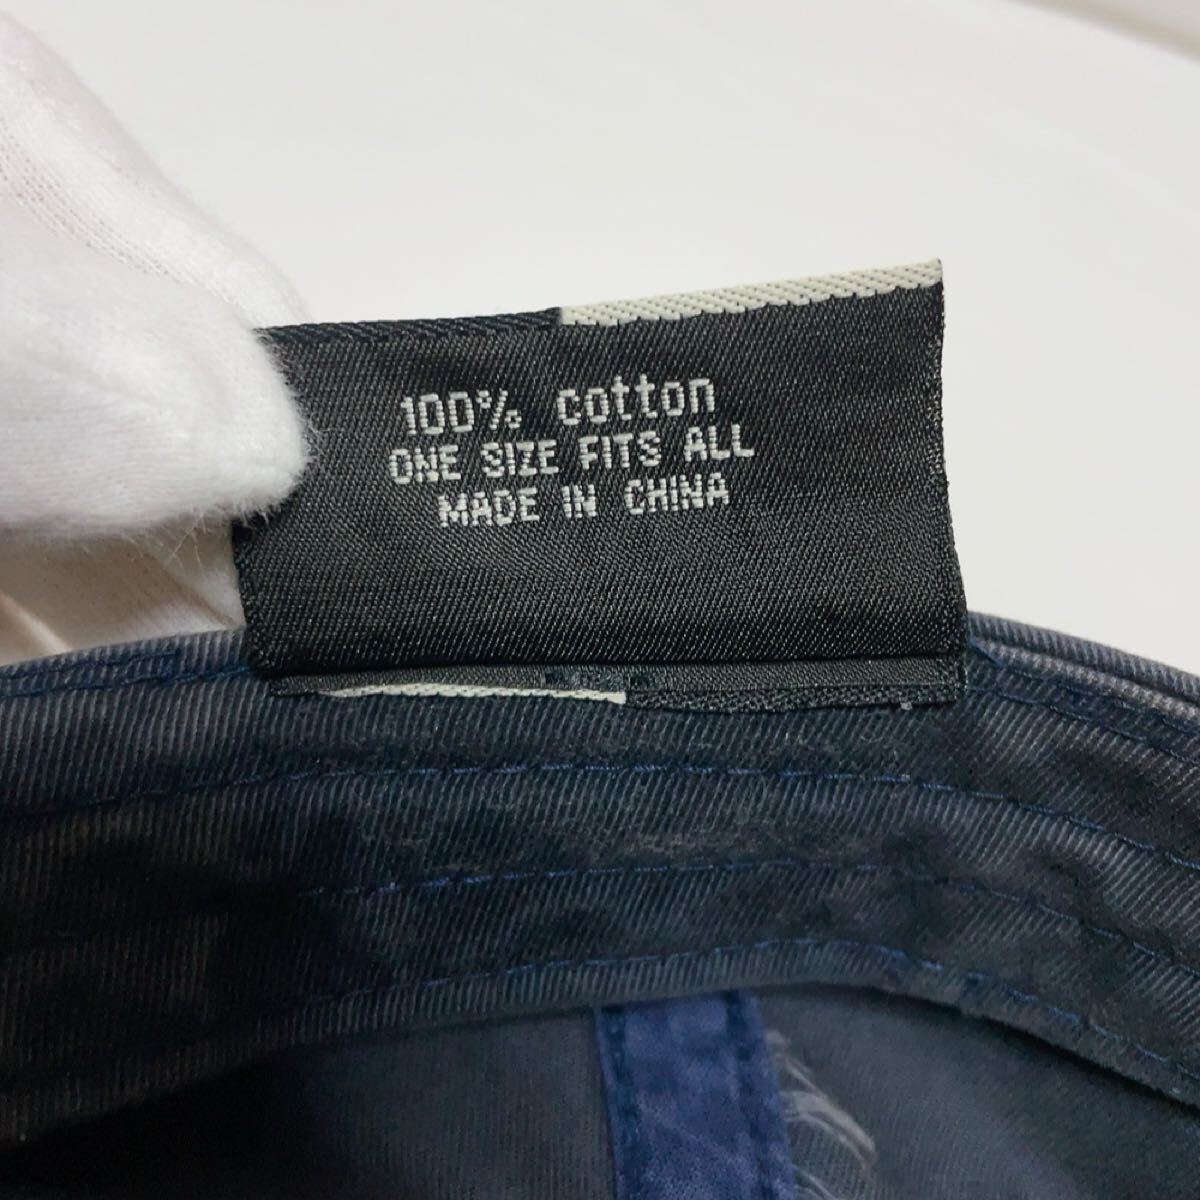 100% cotton
ONE SIZE FITS ALL
MADE IN CHINA